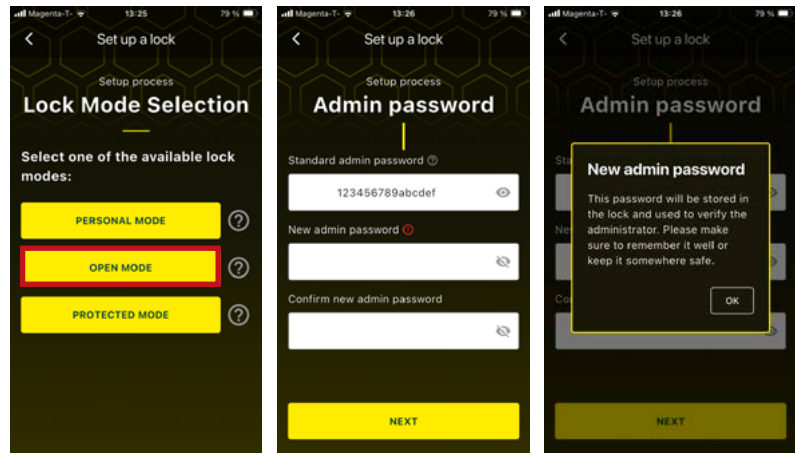 Magenta-T- 13:25 79 %
Set up a lock
Setup process
Lock Mode Selection
Select one of the available lock
modes:
PERSONAL MODE ?
OPEN MODE ?
PROTECTED MODE ?
Magenta-T- 13:26 79 %
Set up a lock
Setup process
Admin password
Standard admin password ?
123456789abcdef
New admin password !
Confirm new admin password
NEXT
Magenta-T- 13:26 79 %
Set up a lock
Setup process
Admin password
Sta
New admin password
This password will be stored in
the lock and used to verify the
administrator. Please make
sure to remember it well or
keep it somewhere safe.
OK
Ne
Co
NEXT